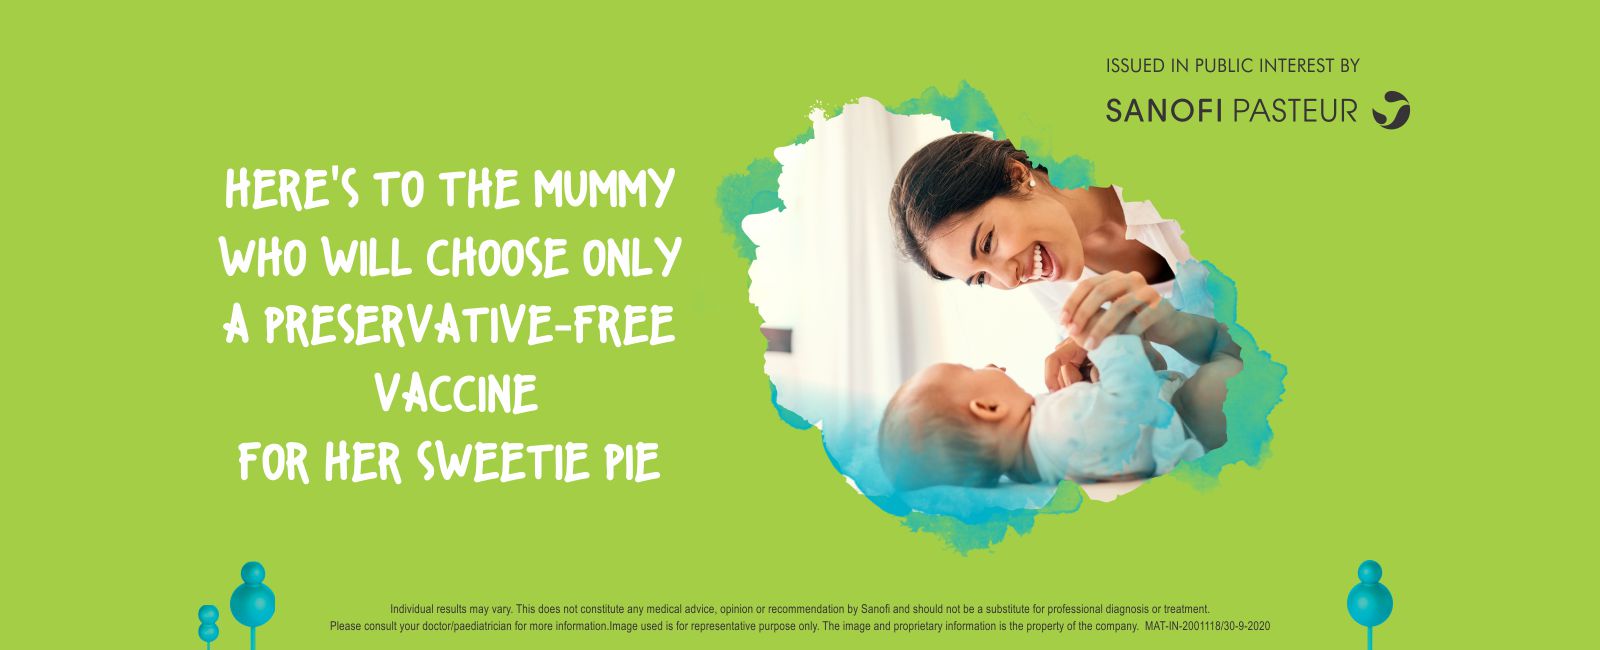 ISSUED IN PUBLIC INTEREST BY
SANOFI PASTEUR
HERE'S TO THE MUMMY
WHO WILL CHOOSE ONLY
A PRESERVATIVE-FREE
VACCINE
FOR HER SWEETIE PIE
Individual results may vary. This does not constitute any medical advice, opinion or recommendation by Sanofi and should not be a substitute for professional diagnosis or treatment.
Please consult your doctor/paediatrician for more information.Image used is for representative purpose only. The image and proprietary information is the property of the company. MAT-IN-2001118/30-9-2020